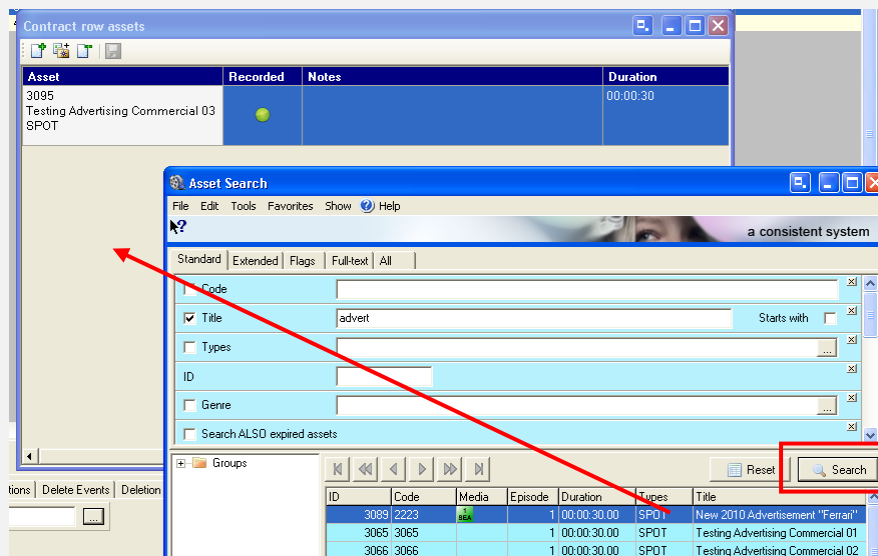 Contract row assets
Asset Recorded Notes Duration
3095 00:00:30
Testing Advertising Commercial 03
SPOT
Asset Search
File Edit Tools Favorites Show Help
a consistent system
Standard Extended Flags Full-text All
Code
Title advert Starts with
Types ...
ID
Genre ...
Search ALSO expired assets
Groups
Reset Search
tions Delete Events Deletion
...
ID Code Media Episode Duration Types Title
3089 2223 1 SEA 1 00:00:30.00 SPOT New 2010 Advertisement "Ferrari"
3065 3065 1 00:00:30.00 SPOT Testing Advertising Commercial 01
3066 3066 1 00:00:30.00 SPOT Testing Advertising Commercial 02